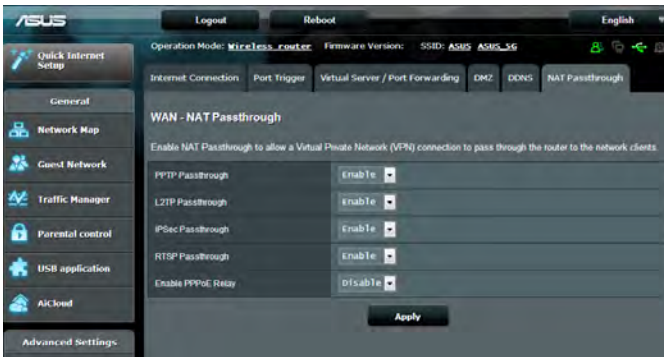 ASUS
Logout
Reboot
English
Quick Internet Setup
Operation Mode: Wireless router Firmware Version: SSID: ASUS ASUS_5G
Internet Connection
Port Trigger
Virtual Server / Port Forwarding
DMZ
DDNS
NAT Passthrough
General
Network Map
Guest Network
Traffic Manager
Parental control
USB application
AiCloud
Advanced Settings
WAN - NAT Passthrough
Enable NAT Passthrough to allow a Virtual Private Network (VPN) connection to pass through the router to the network clients.
PPTP Passthrough Enable
L2TP Passthrough Enable
IPSec Passthrough Enable
RTSP Passthrough Enable
Enable PPPoE Relay Disable
Apply